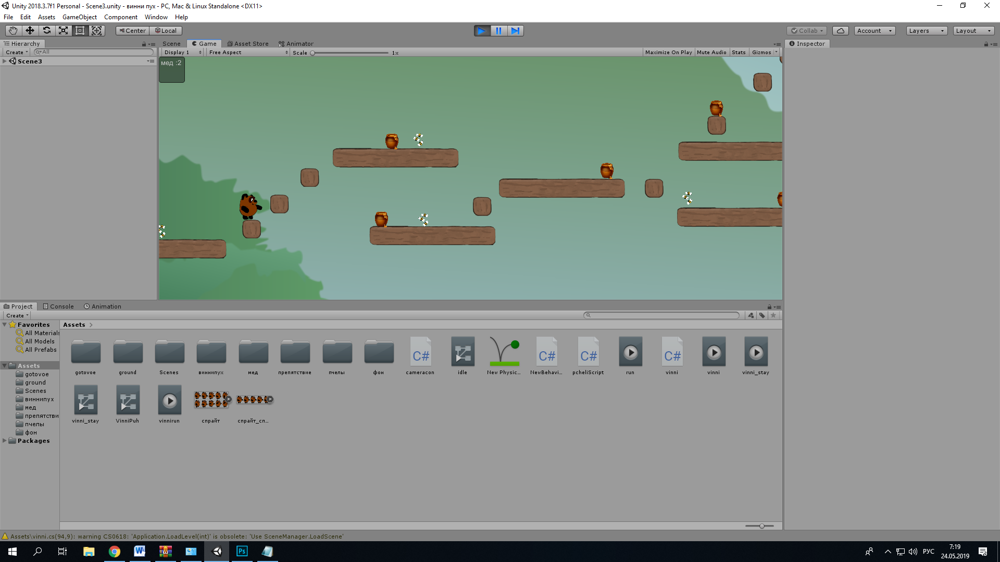 Unity 2018.3.7f1 Personal - Scene3.unity - винни пух - PC, Mac & Linux Standalone <DX11>
File Edit Assets GameObject Component Window Help
Center Local Collab Account Layers Layout
Hierarchy Scene Game Asset Store Animator Inspector
Create All Display 1 Free Aspect Scale 1x Maximize On Play Mute Audio Stats Gizmos
Scene3
мед :2
Project Console Animation
Create
Favorites
All Materials
All Models
All Prefabs
Assets
gotovoe
ground
Scenes
виннипух
мед
препятстви
пчелы
фон
Packages
Assets
gotovoe ground Scenes виннипух мед препятствие пчелы фон cameracon idle New Physic... NewBehavi... pcheliScript run vinni vinni vinni_stay
C# C# C# C#
vinni_stay VinniPuh vinnirun спрайт спрайт_сп...
Assets\vinni.cs(94,9): warning CS0618: 'Application.LoadLevel(int)' is obsolete: 'Use SceneManager.LoadScene'
W Ps РУС 7:19
24.05.2019